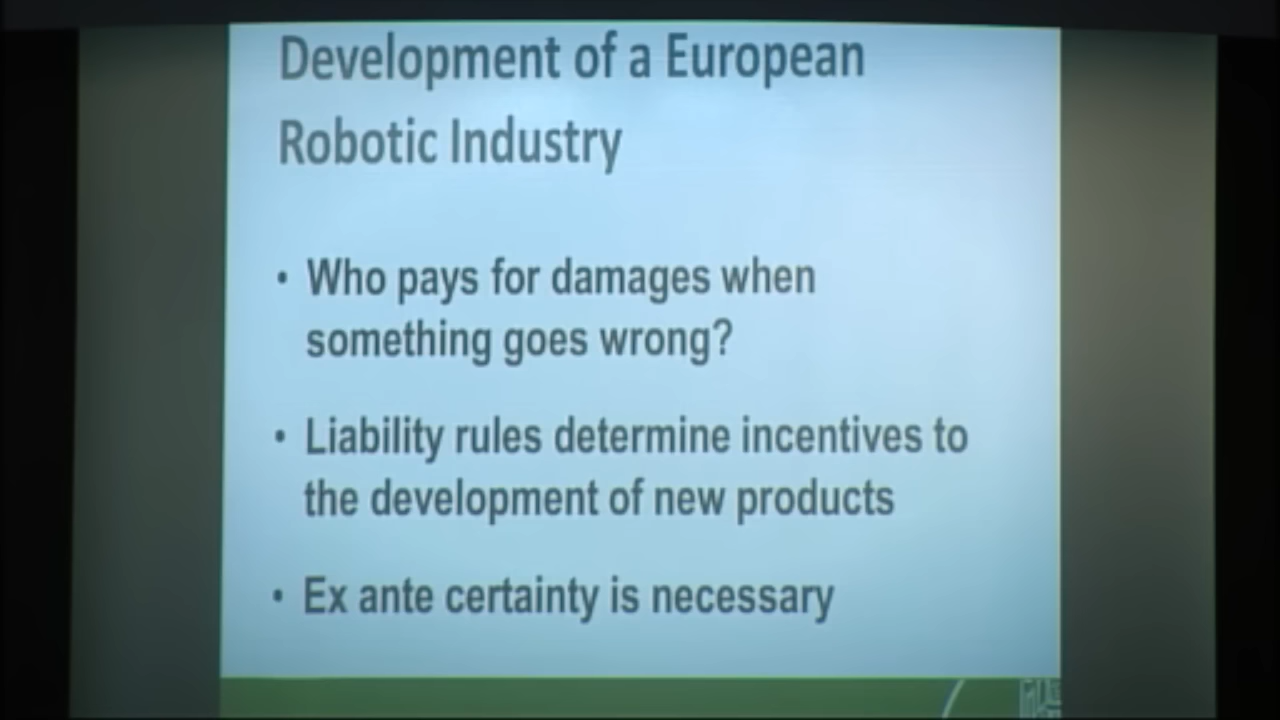 Development of a European
Robotic Industry
• Who pays for damages when
something goes wrong?
• Liability rules determine incentives to
the development of new products
• Ex ante certainty is necessary